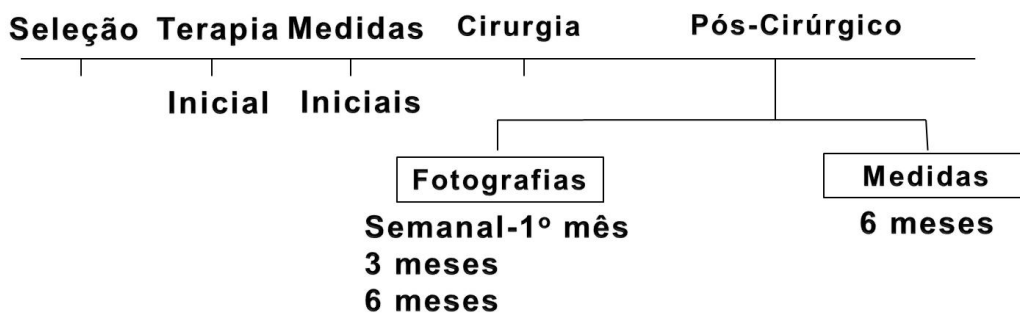 Seleção Terapia Medidas Cirurgia Pós-Cirúrgico
Inicial Iniciais
Fotografias
Semanal-1º mês
3 meses
6 meses
Medidas
6 meses